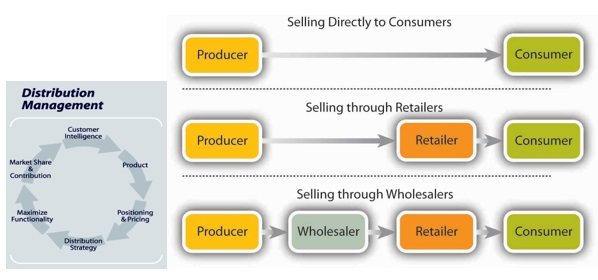 Distribution
Management
Customer
Intelligence
Product
Positioning
& Pricing
Distribution
Strategy
Maximize
Functionality
Market Share
&
Contribution
Selling Directly to Consumers
Producer
Consumer
Selling through Retailers
Producer
Retailer
Consumer
Selling through Wholesalers
Producer
Wholesaler
Retailer
Consumer